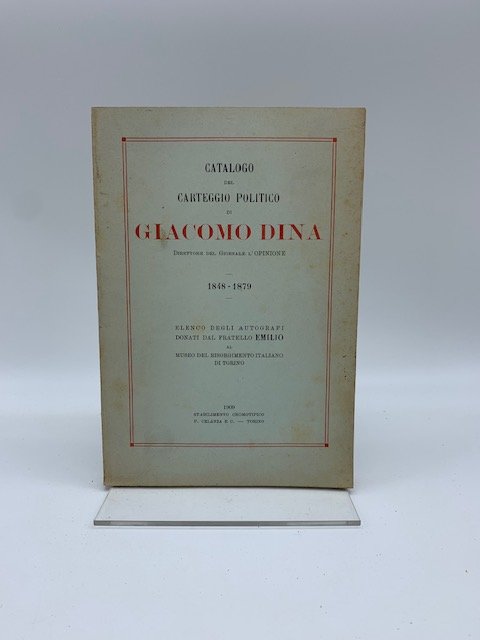 CATALOGO
DEL
CARTEGGIO POLITICO
DI
GIACOMO DINA
DIRETTORE DEL GIORNALE L'OPINIONE
1848-1879
ELENCO DEGLI AUTOGRAFI
DONATI DAL FRATELLO EMILIO
AL
MUSEO DEL RISORGIMENTO ITALIANO
DI TORINO
1909
STABILIMENTO CROMOTIPICO
F. CELANZA E C. — TORINO